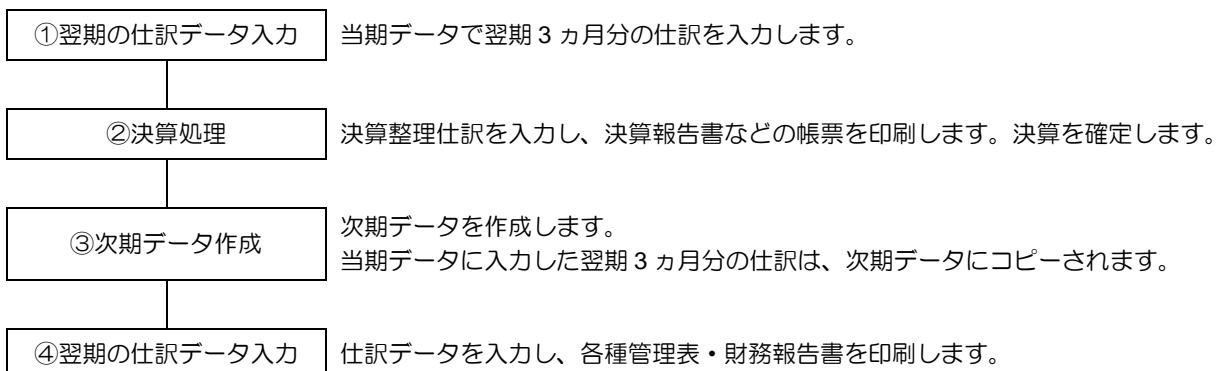 ①翌期の仕訳データ入力 当期データで翌期 3 ヵ月分の仕訳を入力します。
②決算処理 決算整理仕訳を入力し、決算報告書などの帳票を印刷します。決算を確定します。
③次期データ作成 次期データを作成します。
当期データに入力した翌期 3 ヵ月分の仕訳は、次期データにコピーされます。
④翌期の仕訳データ入力 仕訳データを入力し、各種管理表・財務報告書を印刷します。